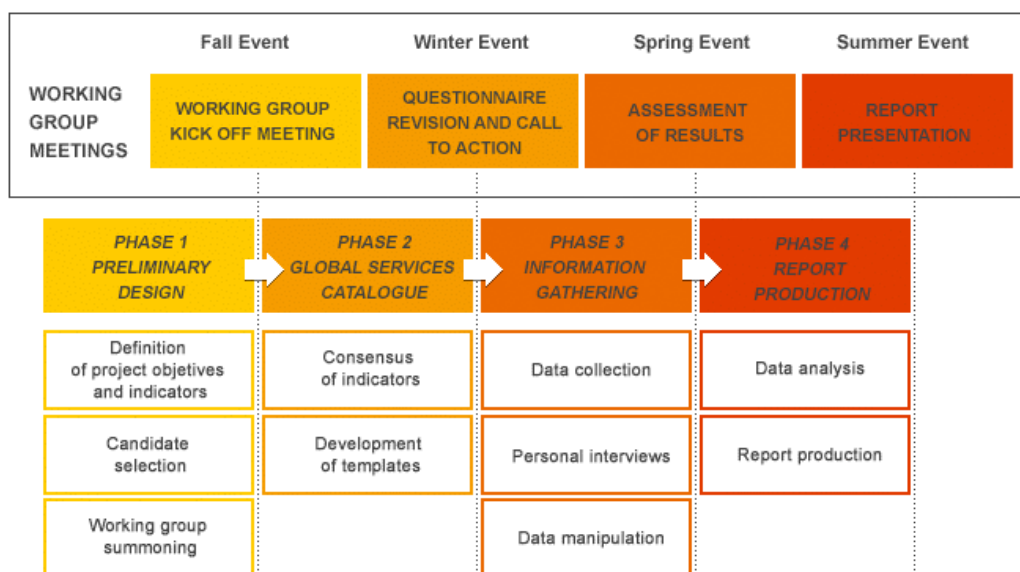 Fall Event
Winter Event
Spring Event
Summer Event
WORKING
GROUP
MEETINGS
WORKING GROUP
KICK OFF MEETING
QUESTIONNAIRE
REVISION AND CALL
TO ACTION
ASSESSMENT
OF RESULTS
REPORT
PRESENTATION
PHASE 1
PRELIMINARY
DESIGN
PHASE 2
GLOBAL SERVICES
CATALOGUE
PHASE 3
INFORMATION
GATHERING
PHASE 4
REPORT
PRODUCTION
Definition
of project objetives
and indicators
Consensus
of indicators
Data collection
Data analysis
Candidate
selection
Development
of templates
Personal interviews
Report production
Working group
summoning
Data manipulation